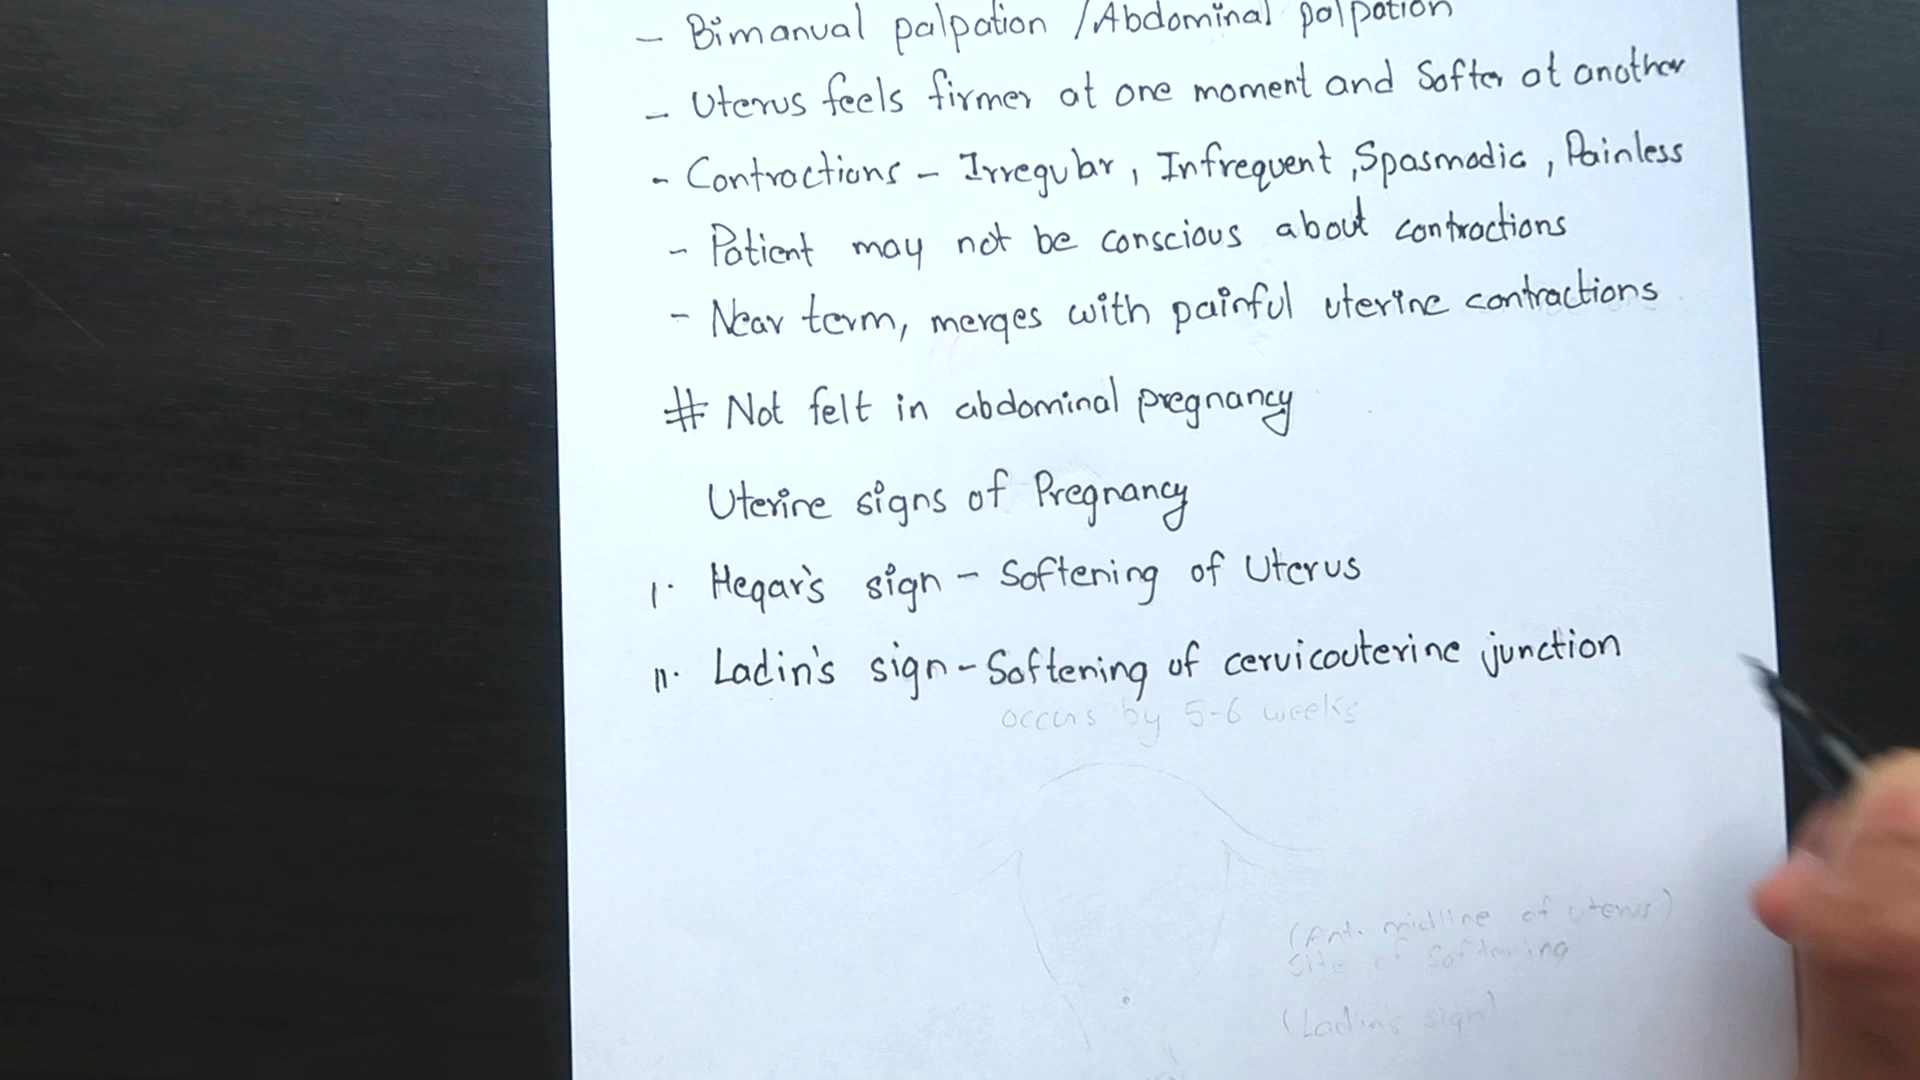 - Bimanual palpation / Abdominal palpation
- Uterus feels firmer at one moment and Softer at another
- Contractions - Irregular, Infrequent, Spasmodic, Painless
- Patient may not be conscious about contractions
- Near term, merges with painful uterine contractions
# Not felt in abdominal pregnancy
Uterine signs of Pregnancy
I. Hegar's sign - Softening of Uterus
II. Ladin's sign - Softening of cervicouterine junction
occurs by 5-6 weeks
(Ant. midline of uterus)
Site of Softening
(Ladin's sign)